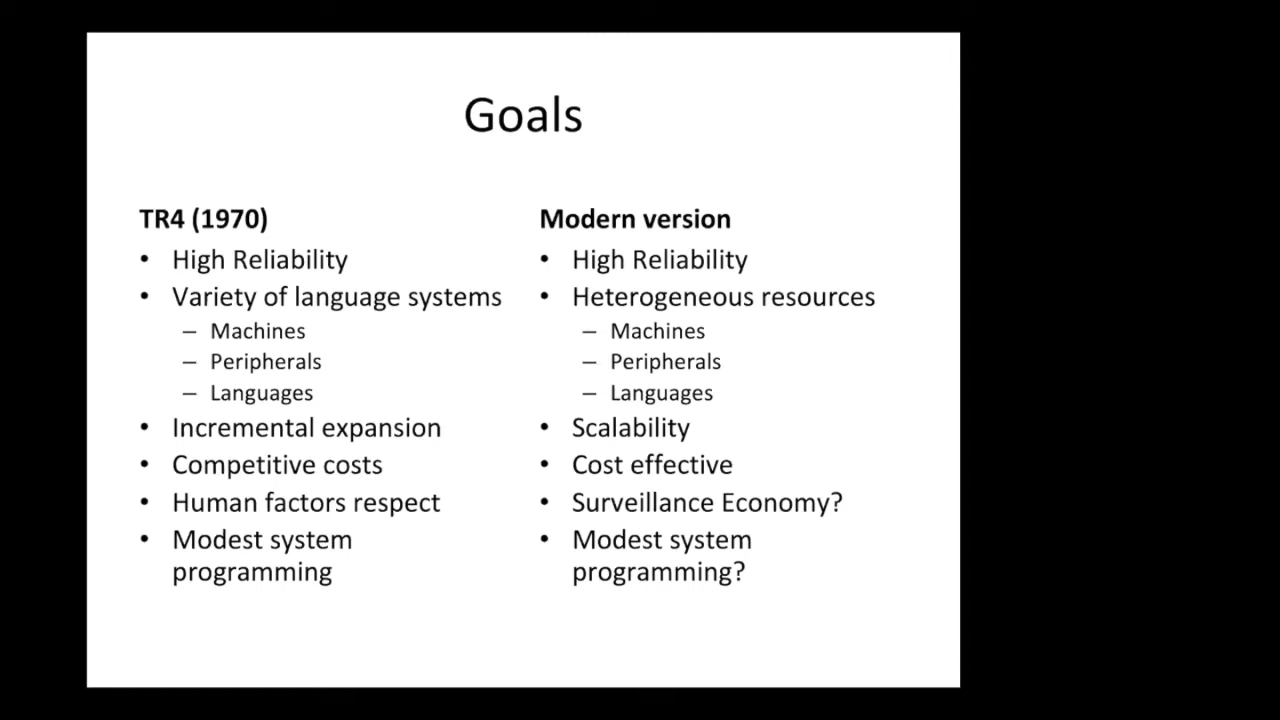 Goals
TR4 (1970)
• High Reliability
• Variety of language systems
– Machines
– Peripherals
– Languages
• Incremental expansion
• Competitive costs
• Human factors respect
• Modest system
programming
Modern version
• High Reliability
• Heterogeneous resources
– Machines
– Peripherals
– Languages
• Scalability
• Cost effective
• Surveillance Economy?
• Modest system
programming?